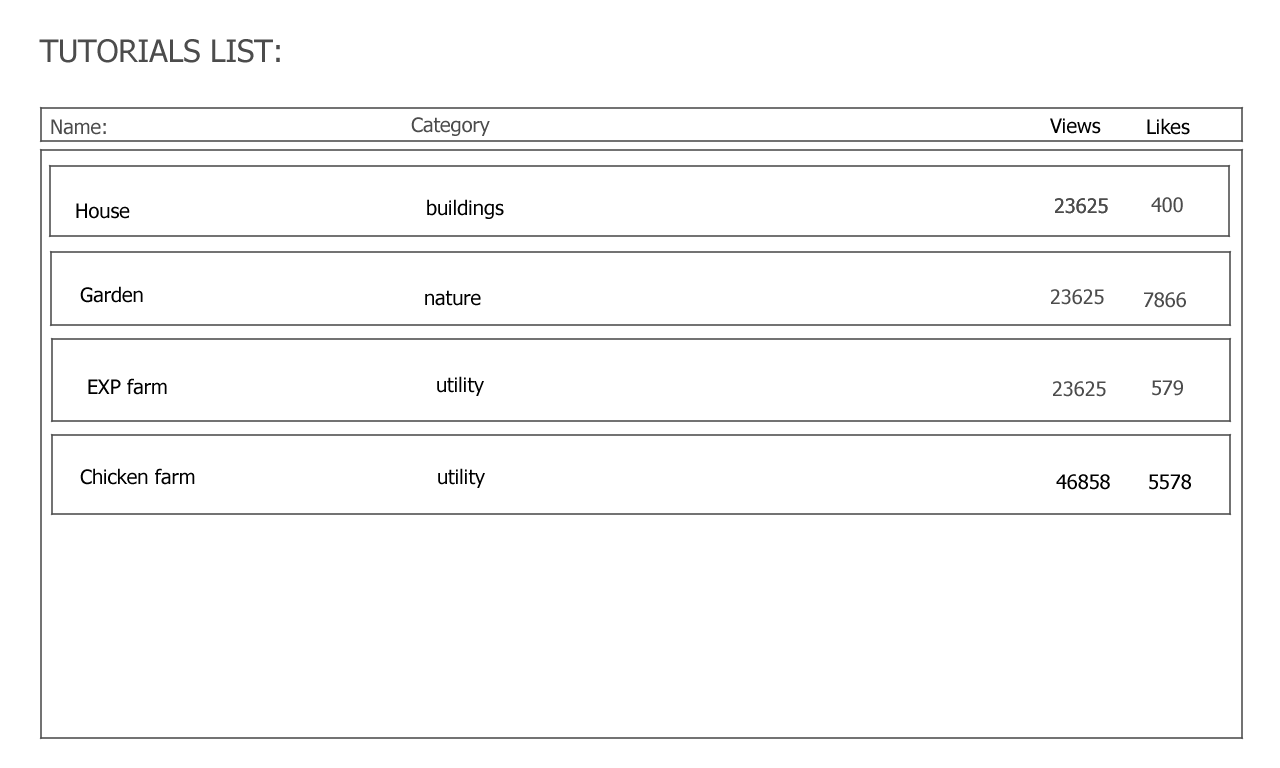 TUTORIALS LIST:
Name: Category Views Likes
House buildings 23625 400
Garden nature 23625 7866
EXP farm utility 23625 579
Chicken farm utility 46858 5578